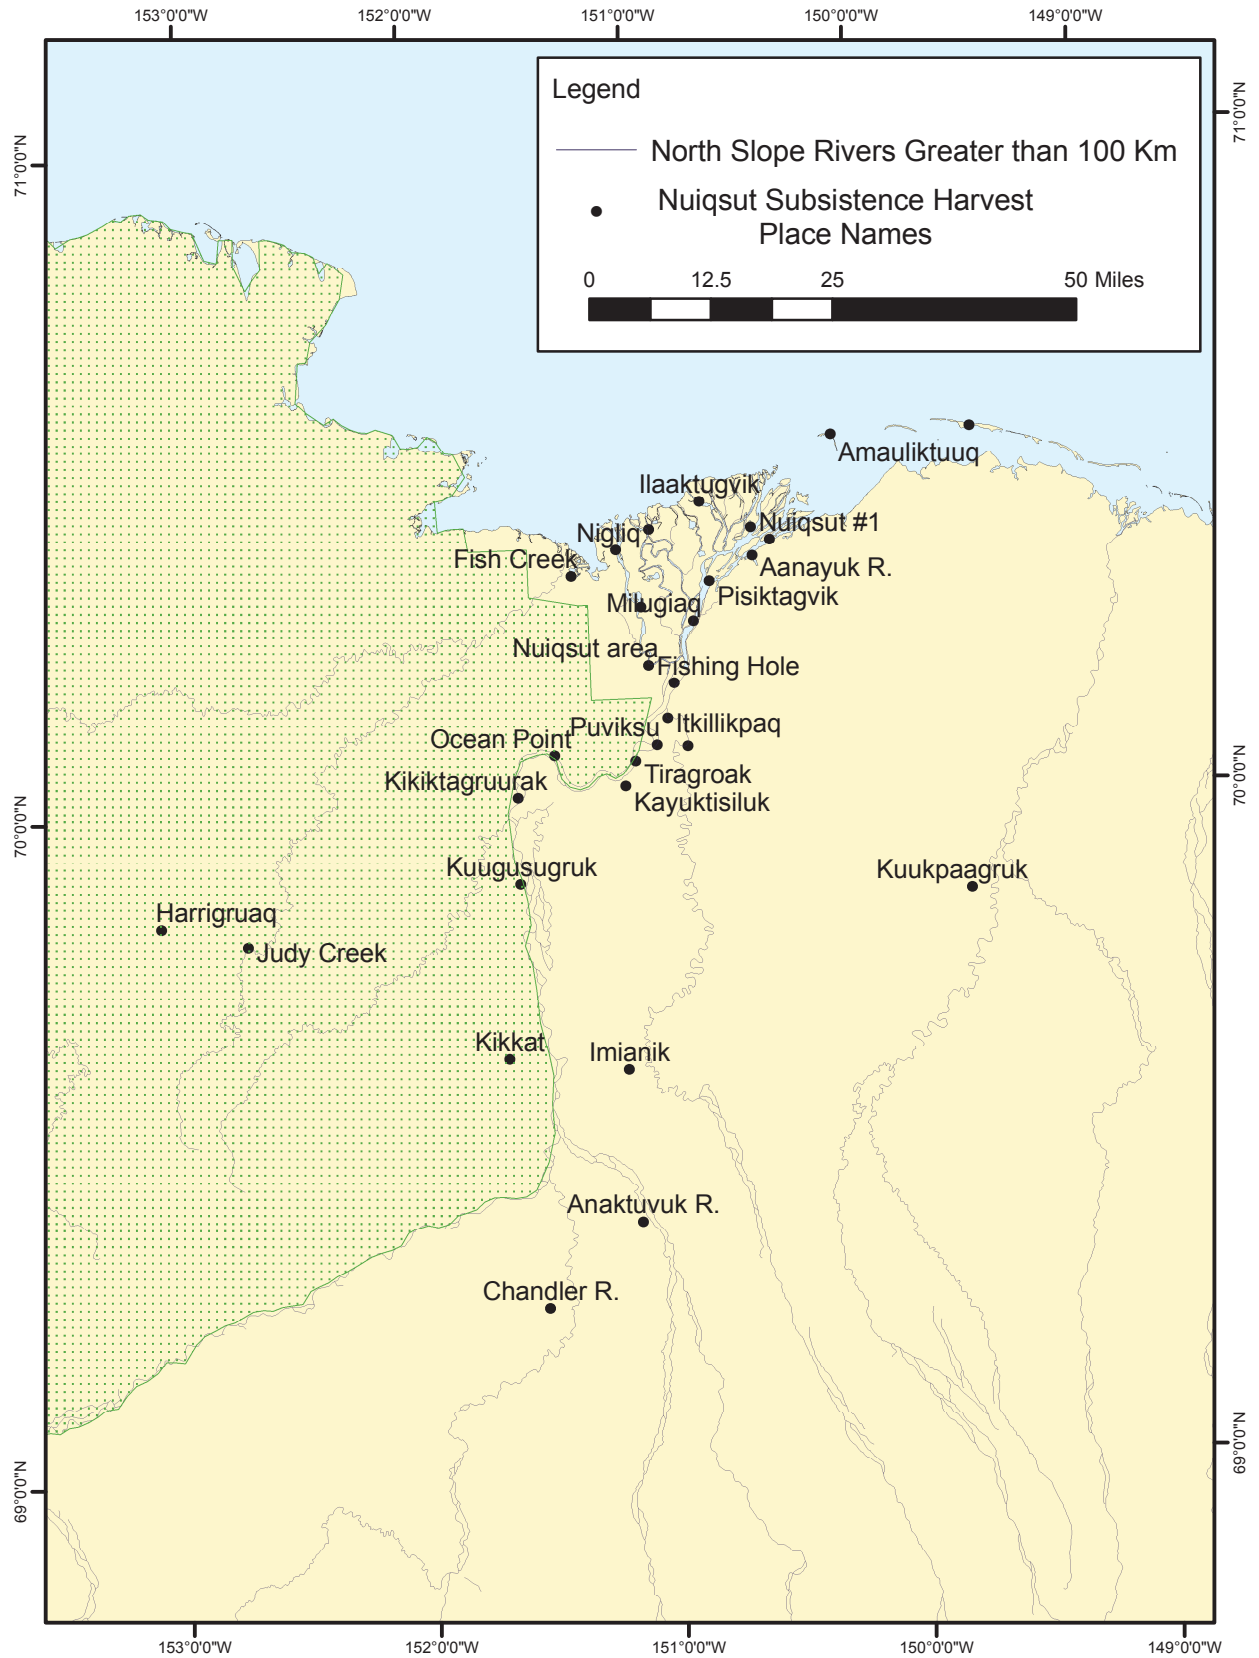 153°0'0"W 152°0'0"W 151°0'0"W 150°0'0"W 149°0'0"W
71°0'0"N
71°0'0"N
Legend
North Slope Rivers Greater than 100 Km
Nuiqsut Subsistence Harvest
Place Names
0 12.5 25 50 Miles
Amauliktuuq
Ilaaktugvik
Nigliq
Nuiqsut #1
Fish Creek
Aanayuk R.
Milugiaq
Pisiktagvik
Nuiqsut area
Fishing Hole
Puviksu
Itkillikpaq
Ocean Point
Tiragroak
Kikiktagruurak
Kayuktisiluk
70°0'0"N
70°0'0"N
Kuugusugruk
Kuukpaagruk
Harrigruaq
Judy Creek
Kikkat
Imianik
Anaktuvuk R.
Chandler R.
69°0'0"N
69°0'0"N
153°0'0"W 152°0'0"W 151°0'0"W 150°0'0"W 149°0'0"W